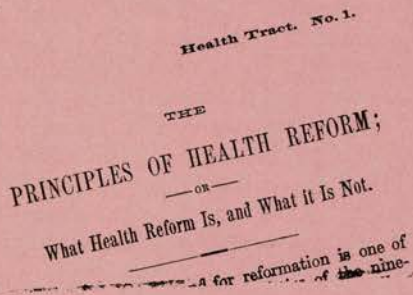 Health Tract. No. 1.
THE
PRINCIPLES OF HEALTH REFORM;
OR
What Health Reform Is, and What it Is Not.
for reformation is one of
of the nine-